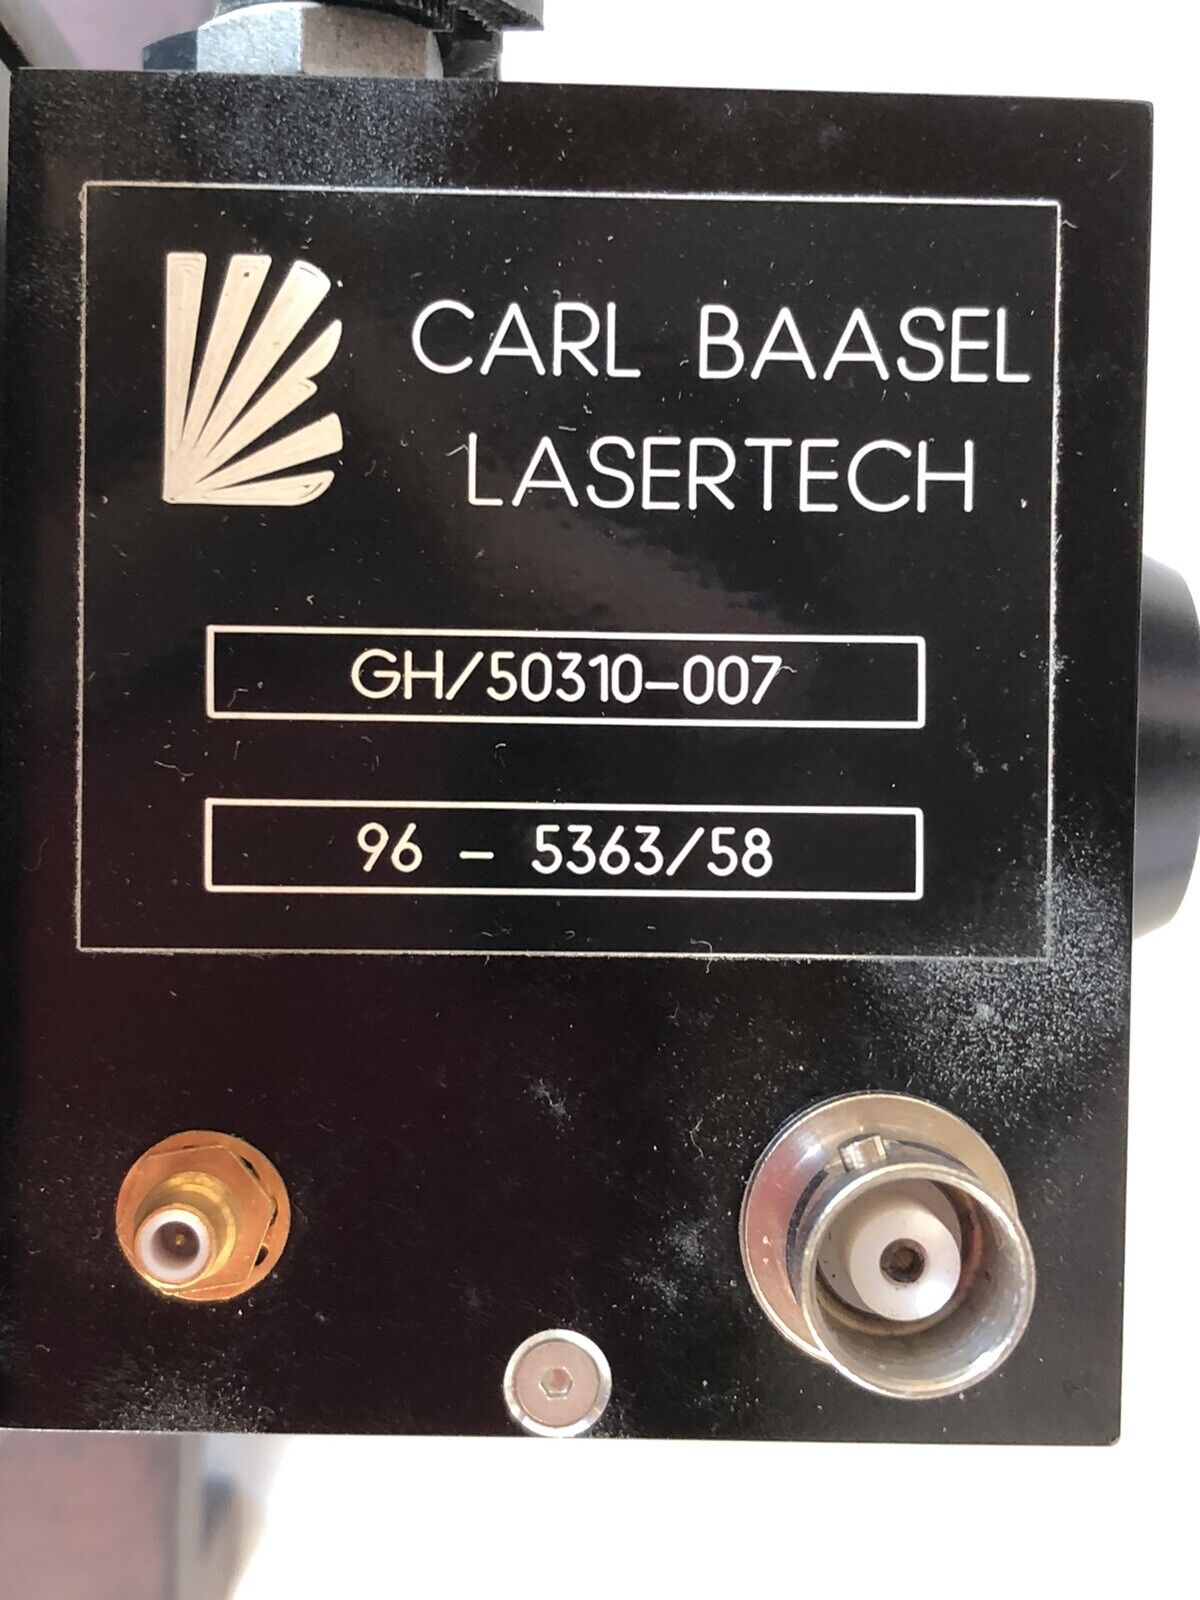 CARL BAASEL
LASERTECH
GH/50310-007
96 - 5363/58